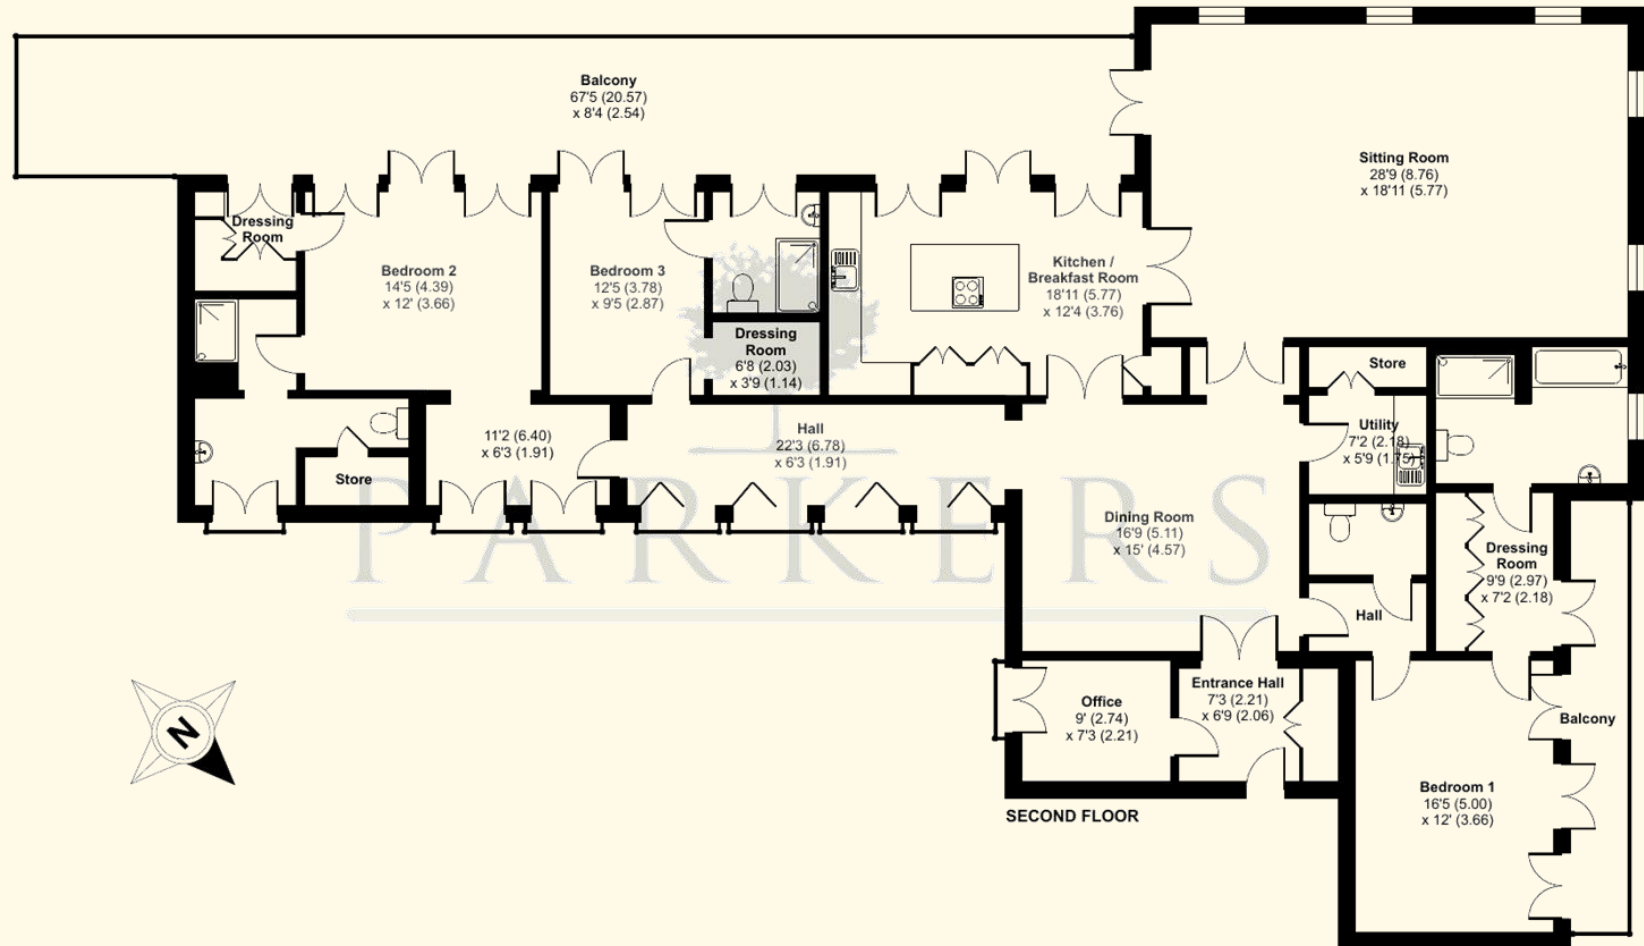 Balcony
67'5 (20.57)
x 8'4 (2.54)
Sitting Room
28'9 (8.76)
x 18'11 (5.77)
Dressing
Room
Bedroom 2
14'5 (4.39)
x 12' (3.66)
Bedroom 3
12'5 (3.78)
x 9'5 (2.87)
Kitchen /
Breakfast Room
18'11 (5.77)
x 12'4 (3.76)
Dressing
Room
6'8 (2.03)
x 3'9 (1.14)
Store
11'2 (6.40)
x 6'3 (1.91)
Hall
22'3 (6.78)
x 6'3 (1.91)
Utility
7'2 (2.18)
x 5'9 (1.75)
Store
PARKERS
Dining Room
16'9 (5.11)
x 15' (4.57)
Dressing
Room
9'9 (2.97)
x 7'2 (2.18)
Hall
N
Office
9' (2.74)
x 7'3 (2.21)
Entrance Hall
7'3 (2.21)
x 6'9 (2.06)
Balcony
Bedroom 1
16'5 (5.00)
x 12' (3.66)
SECOND FLOOR